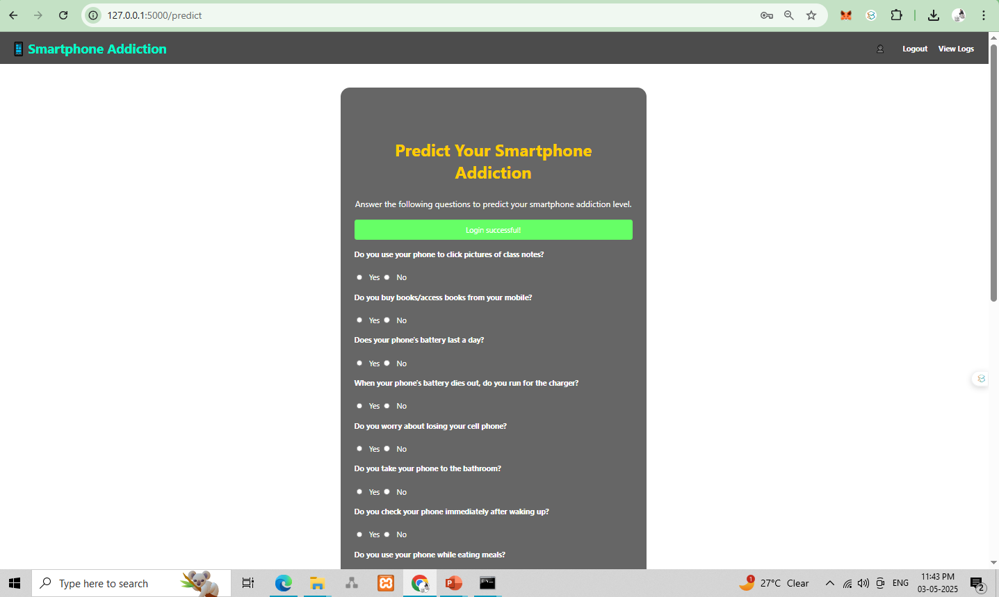 127.0.0.1:5000/predict
Smartphone Addiction
Logout
View Logs
Predict Your Smartphone
Addiction
Answer the following questions to predict your smartphone addiction level.
Login successful!
Do you use your phone to click pictures of class notes?
Yes No
Do you buy books/access books from your mobile?
Yes No
Does your phone's battery last a day?
Yes No
When your phone's battery dies out, do you run for the charger?
Yes No
Do you worry about losing your cell phone?
Yes No
Do you take your phone to the bathroom?
Yes No
Do you check your phone immediately after waking up?
Yes No
Do you use your phone while eating meals?
Type here to search
1
27°C Clear
ENG
11:43 PM
03-05-2025
2